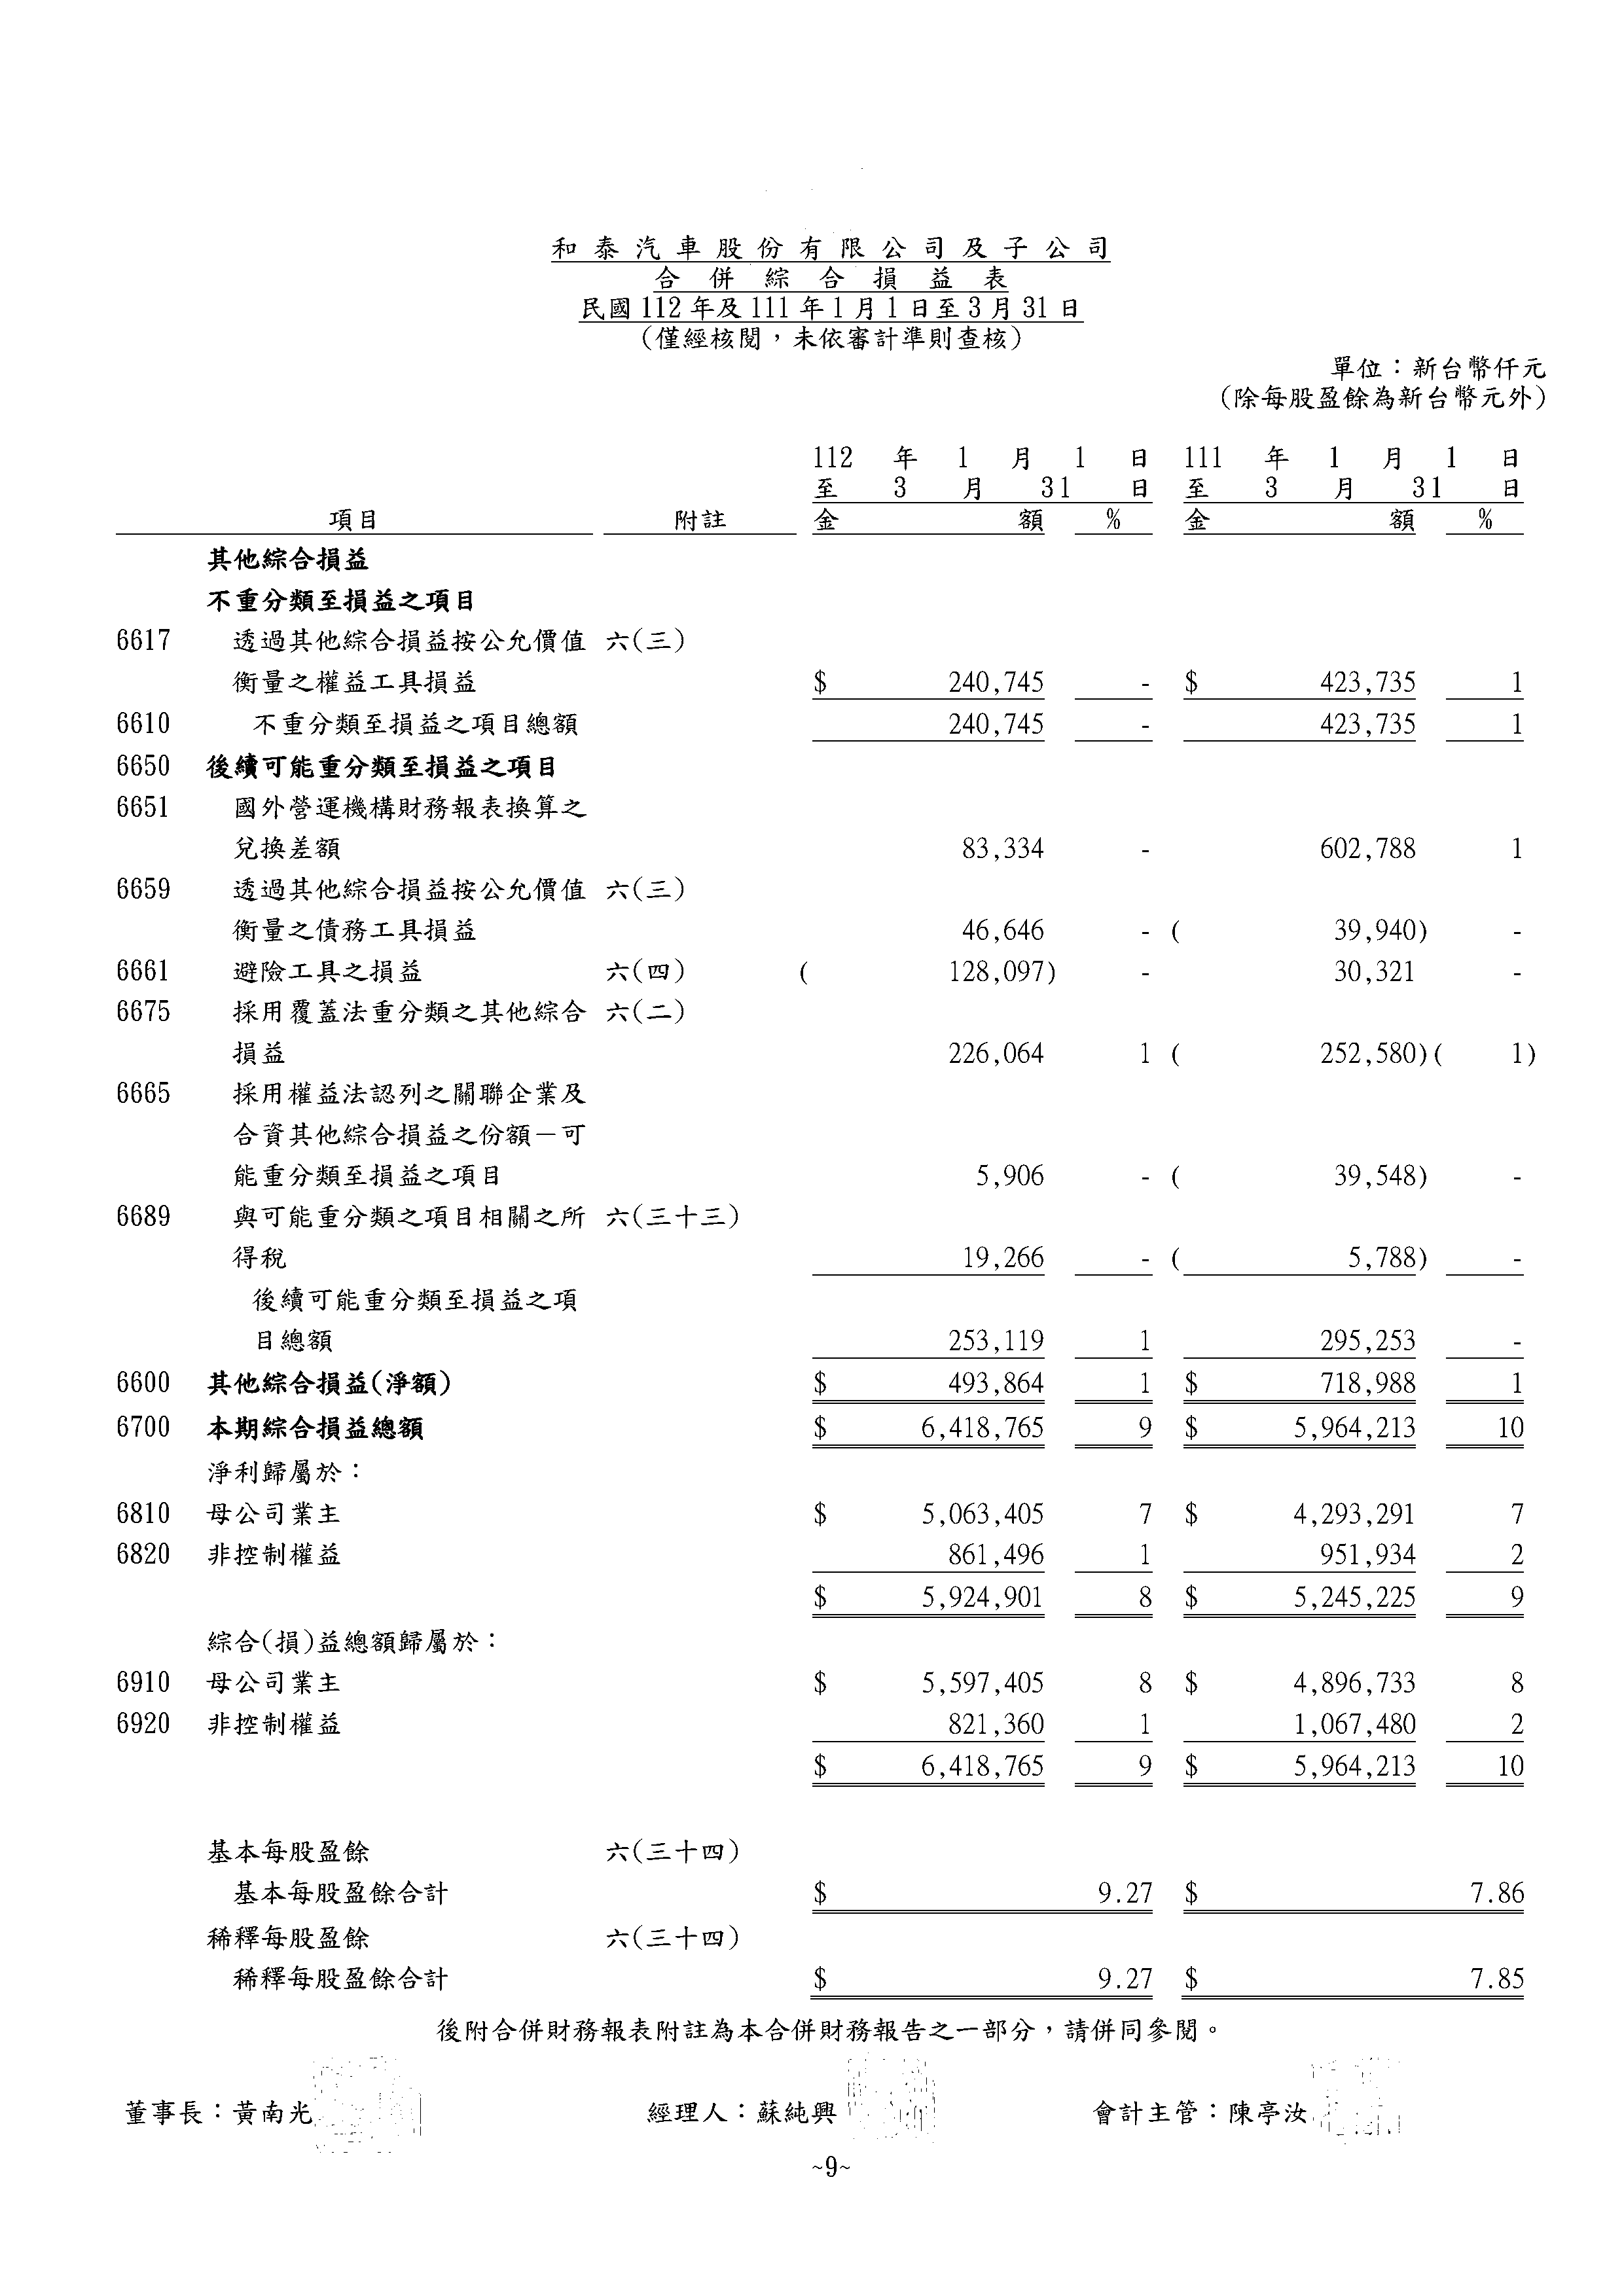 和泰汽車股份有限公司及子公司
合併綜合損益表
民國112年及111年1月1日至3月31日
(僅經核閱,未依審計準則查核)
單位:新台幣仟元
(除每股盈餘為新台幣元外)
112 年 1 月 1 日 111 年 1 月 1 日
至 3 月 31 日 至 3 月 31 日
項目 附註 金 額 % 金 額 %
其他綜合損益
不重分類至損益之項目
6617 透過其他綜合損益按公允價值 六(三)
衡量之權益工具損益 $ 240,745 - $ 423,735 1
6610 不重分類至損益之項目總額 240,745 - 423,735 1
6650 後續可能重分類至損益之項目
6651 國外營運機構財務報表換算之
兌換差額 83,334 - 602,788 1
6659 透過其他綜合損益按公允價值 六(三)
衡量之債務工具損益 46,646 - ( 39,940) -
6661 避險工具之損益 六(四) ( 128,097) - 30,321 -
6675 採用覆蓋法重分類之其他綜合 六(二)
損益 226,064 1 ( 252,580)( 1)
6665 採用權益法認列之關聯企業及
合資其他綜合損益之份額-可
能重分類至損益之項目 5,906 - ( 39,548) -
6689 與可能重分類之項目相關之所 六(三十三)
得稅 19,266 - ( 5,788) -
後續可能重分類至損益之項
目總額 253,119 1 295,253 -
6600 其他綜合損益(淨額) $ 493,864 1 $ 718,988 1
6700 本期綜合損益總額 $ 6,418,765 9 $ 5,964,213 10
淨利歸屬於:
6810 母公司業主 $ 5,063,405 7 $ 4,293,291 7
6820 非控制權益 861,496 1 951,934 2
$ 5,924,901 8 $ 5,245,225 9
綜合(損)益總額歸屬於:
6910 母公司業主 $ 5,597,405 8 $ 4,896,733 8
6920 非控制權益 821,360 1 1,067,480 2
$ 6,418,765 9 $ 5,964,213 10
基本每股盈餘 六(三十四)
基本每股盈餘合計 $ 9.27 $ 7.86
稀釋每股盈餘 六(三十四)
稀釋每股盈餘合計 $ 9.27 $ 7.85
後附合併財務報表附註為本合併財務報告之一部分,請併同參閱。
董事長:黃南光 經理人:蘇純興 會計主管:陳亭汝
~9~